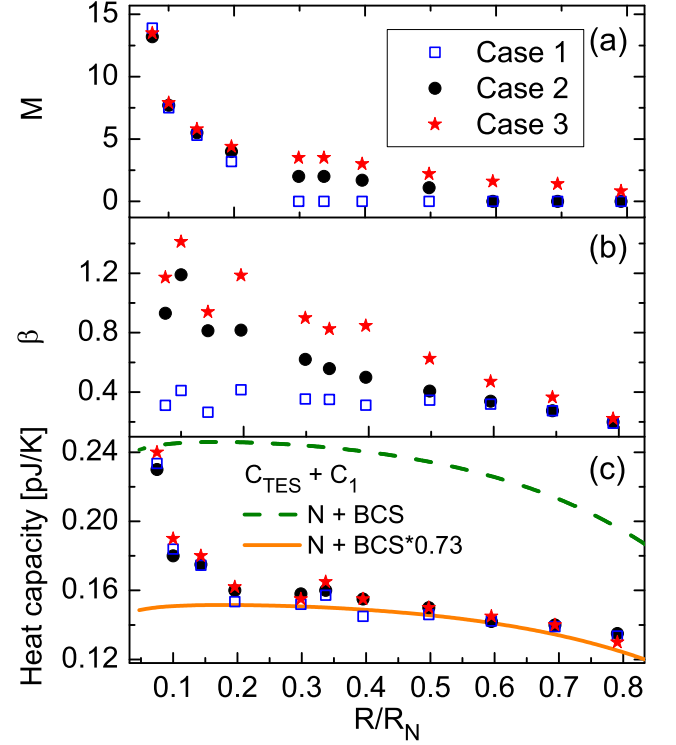 15
10
5
0
M
(a)
Case 1
Case 2
Case 3
1.2
0.8
0.4
β
(b)
0.24
0.20
0.16
0.12
Heat capacity [pJ/K]
(c)
C_TES + C_1
N + BCS
N + BCS*0.73
0.1 0.2 0.3 0.4 0.5 0.6 0.7 0.8
R/R_N